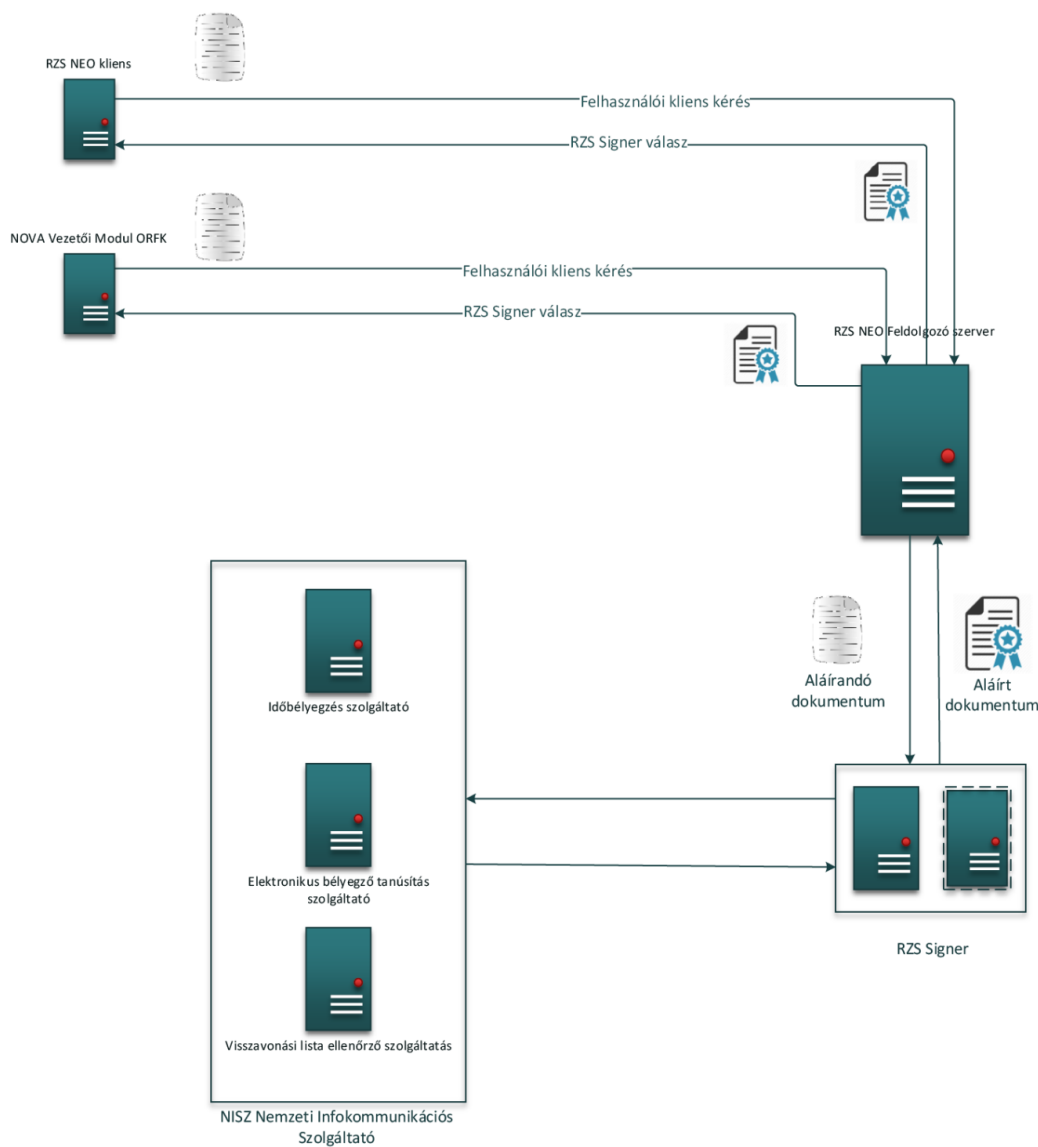 RZS NEO kliens
Felhasználói kliens kérés
RZS Signer válasz
NOVA Vezetői Modul ORFK
Felhasználói kliens kérés
RZS Signer válasz
RZS NEO Feldolgozó szerver
Aláírandó
dokumentum
Aláírt
dokumentum
Időbélyegzés szolgáltató
Elektronikus bélyegző tanúsítás
szolgáltató
Visszavonási lista ellenőrző szolgáltatás
RZS Signer
NISZ Nemzeti Infokommunikációs
Szolgáltató